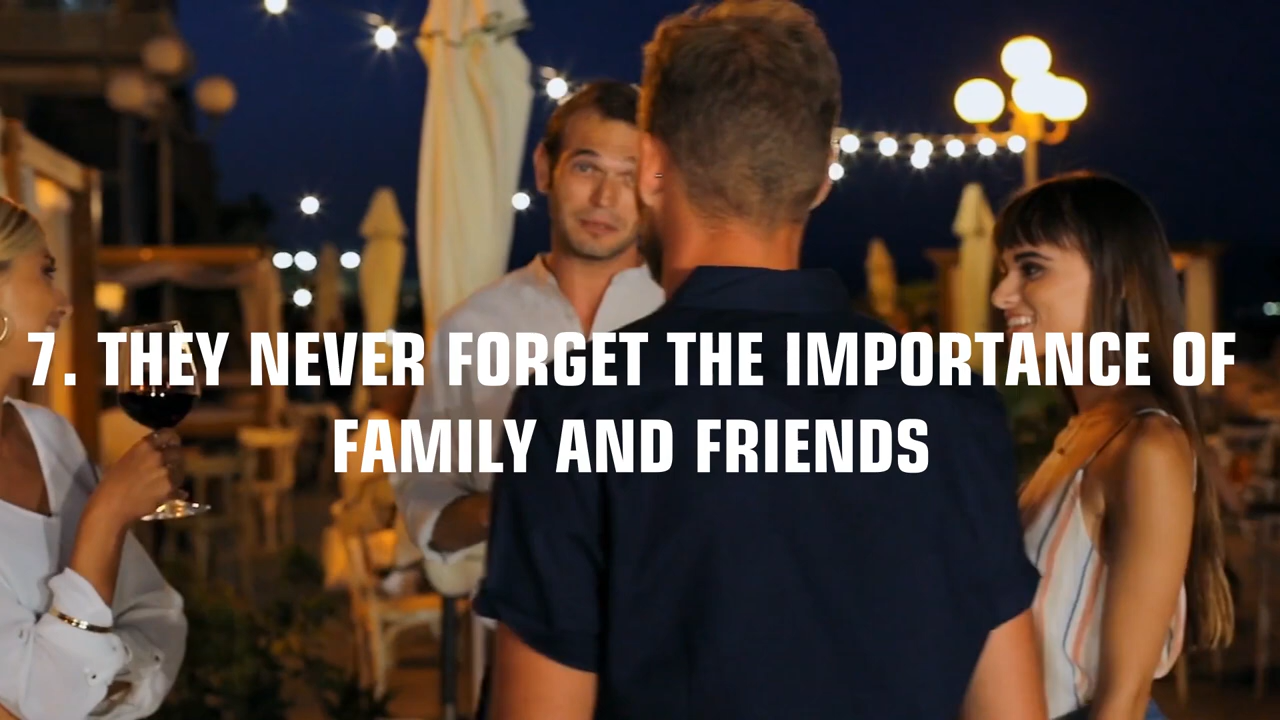 7. THEY NEVER FORGET THE IMPORTANCE OF
FAMILY AND FRIENDS